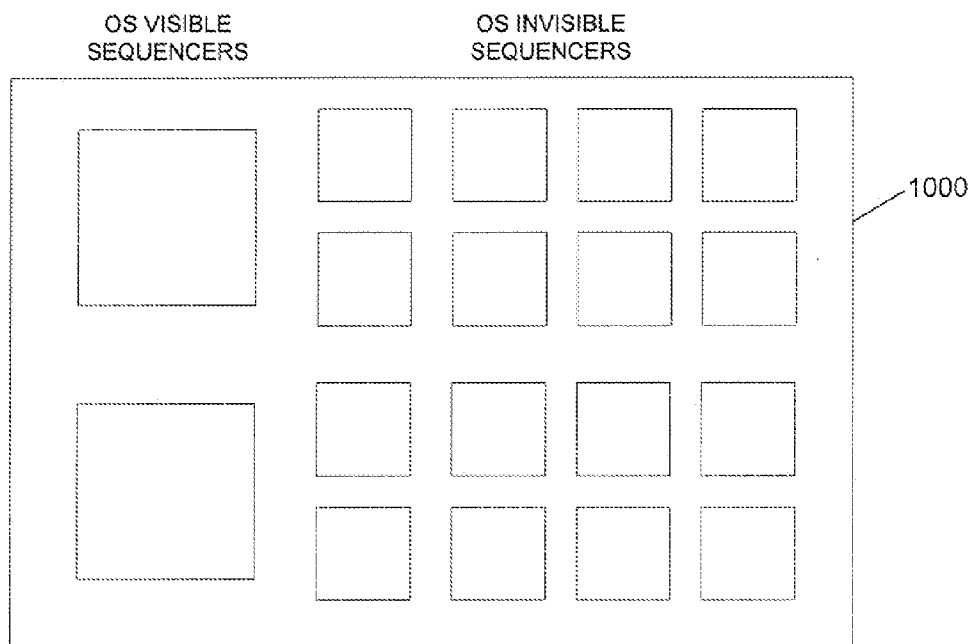 OS VISIBLE
SEQUENCERS
OS INVISIBLE
SEQUENCERS
1000